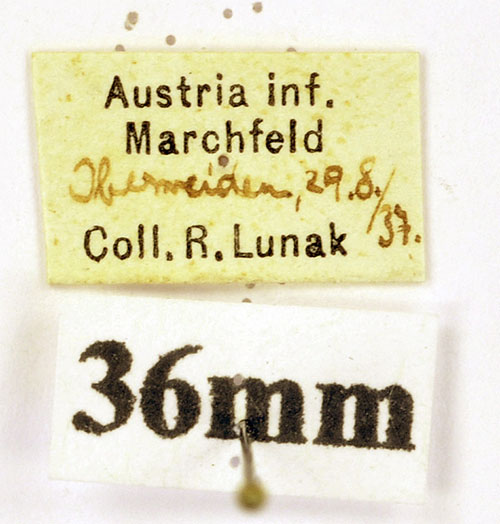 Austria inf.
Marchfeld
Oberweiden, 29.8./37.
Coll. R. Lunak
36mm